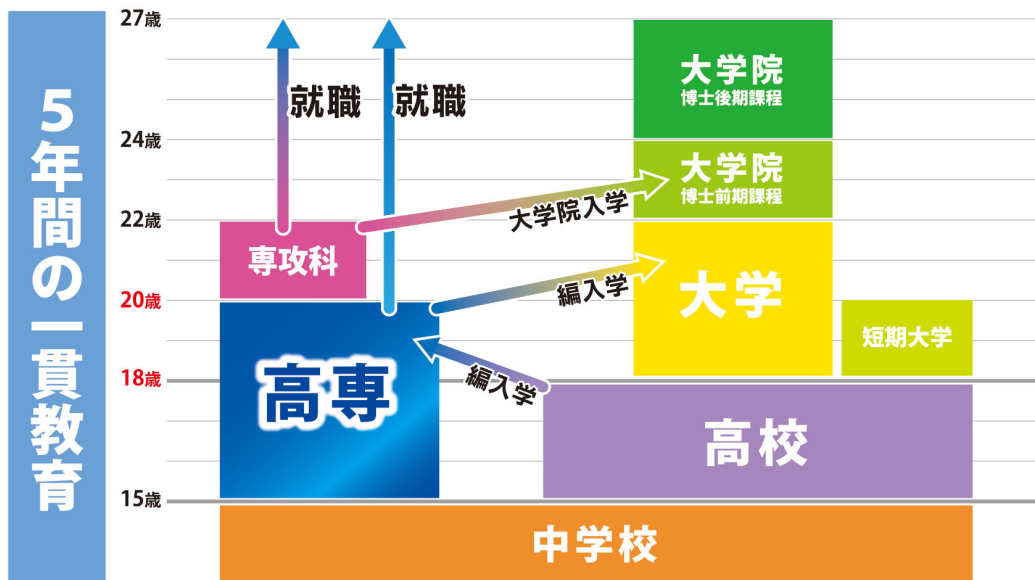 5年間の一貫教育
27歳
24歳
22歳
20歳
18歳
15歳
就職
就職
大学院
博士後期課程
大学院
博士前期課程
大学院入学
専攻科
編入学
大学
短期大学
高専
編入学
高校
中学校